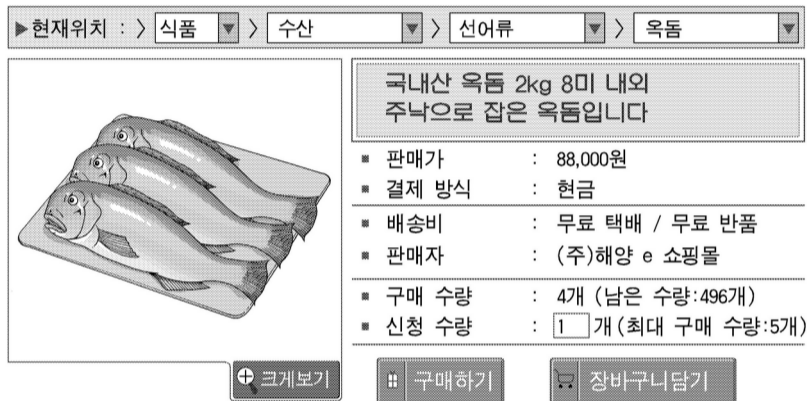 ▶현재위치 : 〉 식품 ▼ 〉 수산 ▼ 〉 선어류 ▼ 〉 옥돔 ▼
국내산 옥돔 2kg 8미 내외
주낙으로 잡은 옥돔입니다
▪ 판매가 : 88,000원
▪ 결제 방식 : 현금
▪ 배송비 : 무료 택배 / 무료 반품
▪ 판매자 : (주)해양 e 쇼핑몰
▪ 구매 수량 : 4개 (남은 수량:496개)
▪ 신청 수량 : 1 개(최대 구매 수량:5개)
크게보기
구매하기
장바구니담기